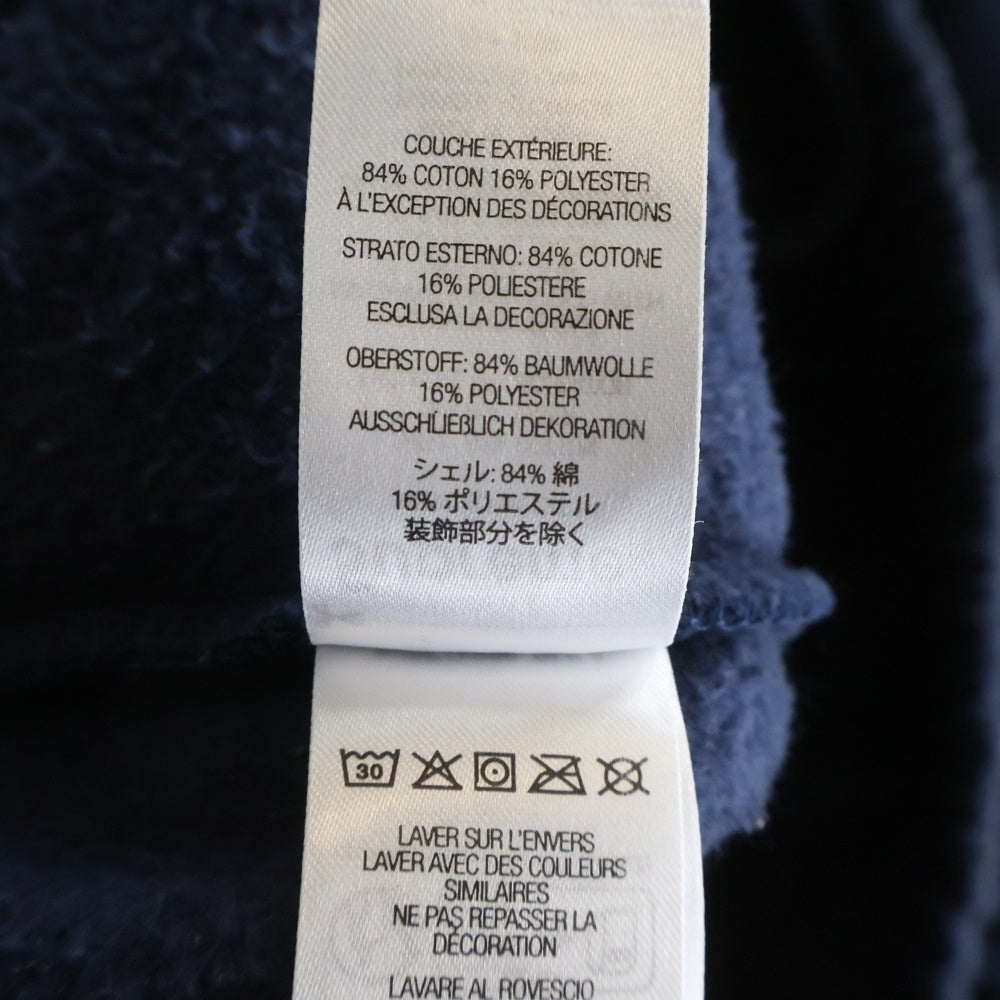 COUCHE EXTÉRIEURE:
84% COTON 16% POLYESTER
À L'EXCEPTION DES DÉCORATIONS
STRATO ESTERNO: 84% COTONE
16% POLIESTERE
ESCLUSA LA DECORAZIONE
OBERSTOFF: 84% BAUMWOLLE
16% POLYESTER
AUSSCHLIEßLICH DEKORATION
シェル: 84% 綿
16% ポリエステル
装飾部分を除く
30
LAVER SUR L'ENVERS
LAVER AVEC DES COULEURS
SIMILAIRES
NE PAS REPASSER LA
DÉCORATION
LAVARE AL ROVESCIO